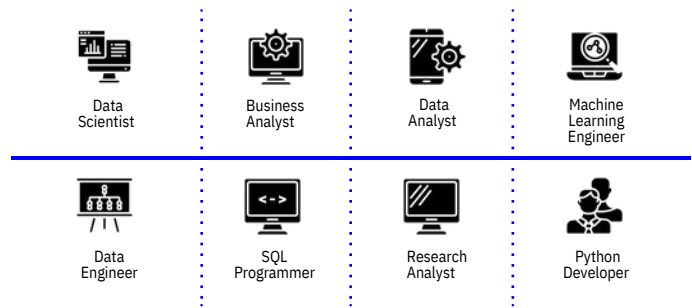 Data
Scientist
Business
Analyst
Data
Analyst
Machine
Learning
Engineer
Data
Engineer
<->
SQL
Programmer
Research
Analyst
Python
Developer